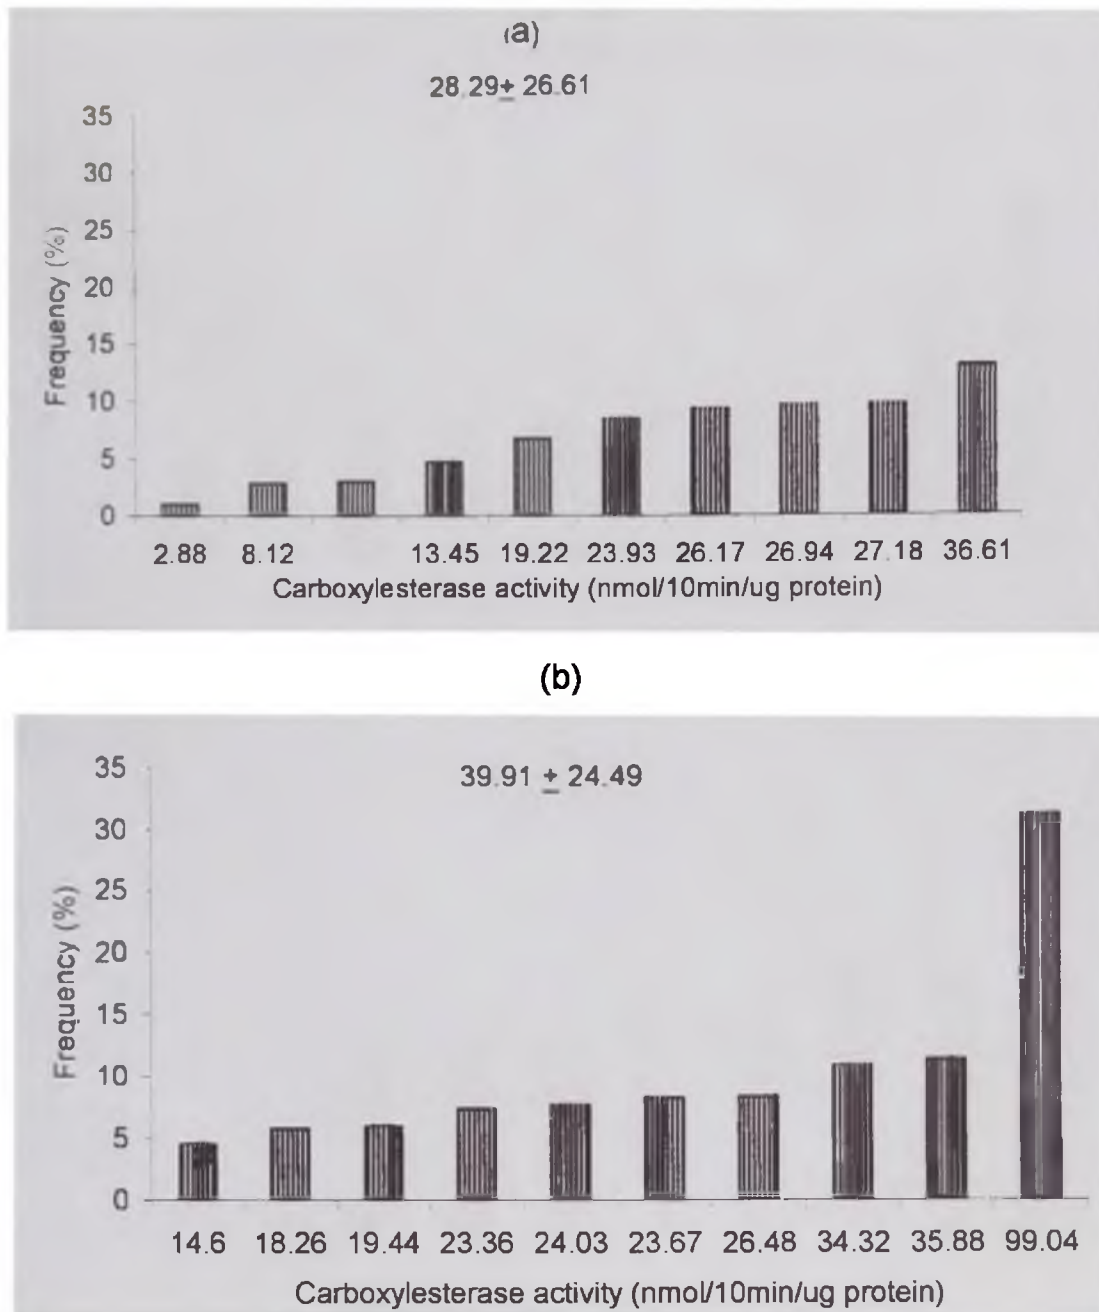 (a)
28.29± 26.61
35
30
25
20
15
10
5
0
Frequency (%)
2.88 8.12 13.45 19.22 23.93 26.17 26.94 27.18 36.61
Carboxylesterase activity (nmol/10min/ug protein)
(b)
39.91 ± 24.49
35
30
25
20
15
10
5
0
Frequency (%)
14.6 18.26 19.44 23.36 24.03 23.67 26.48 34.32 35.88 99.04
Carboxylesterase activity (nmol/10min/ug protein)